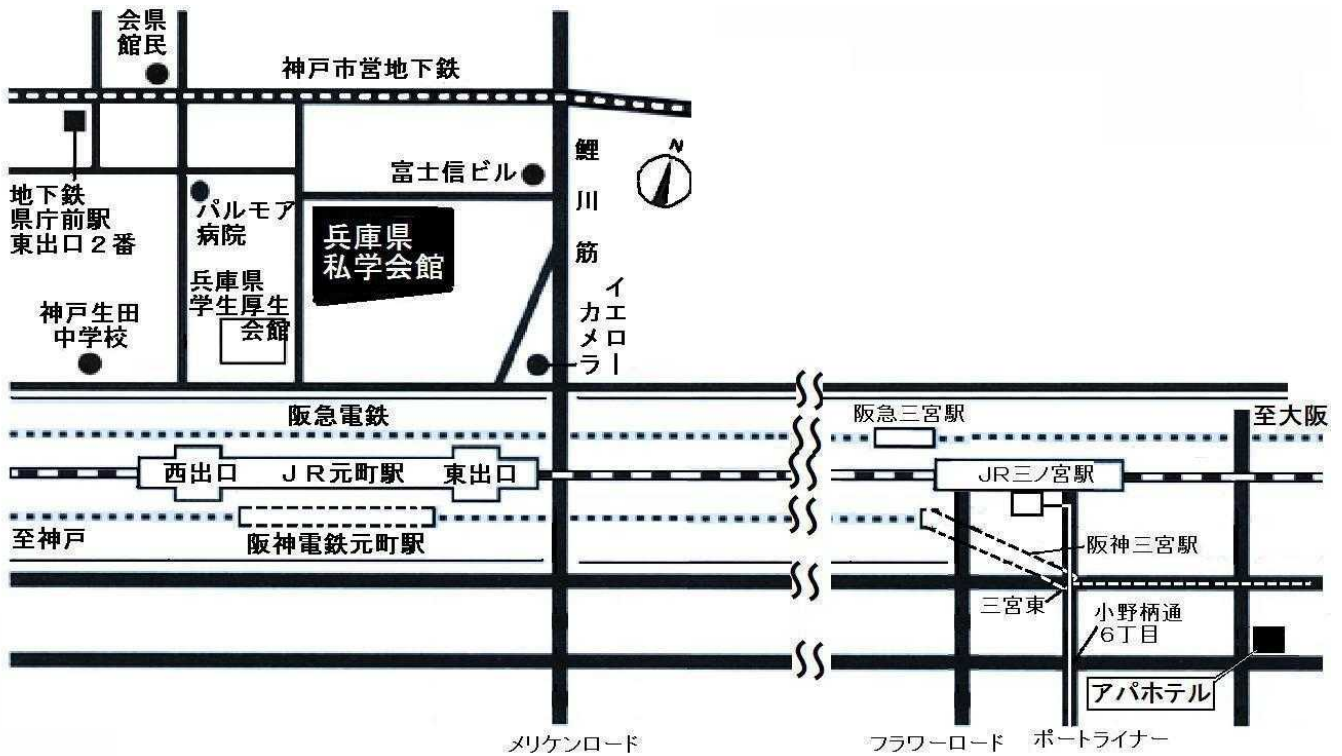 会県
館民
神戸市営地下鉄
N
鯉川筋
富士信ビル
地下鉄
県庁前駅
東出口２番
パルモア
病院
兵庫県
私学会館
兵庫県
学生厚生
会館
神戸生田
中学校
イエロー
カメラ
阪急電鉄
阪急三宮駅
至大阪
西出口
ＪＲ元町駅
東出口
JR三ノ宮駅
至神戸
阪神電鉄元町駅
阪神三宮駅
三宮東
小野柄通
6丁目
アパホテル
メリケンロード
フラワーロード
ポートライナー